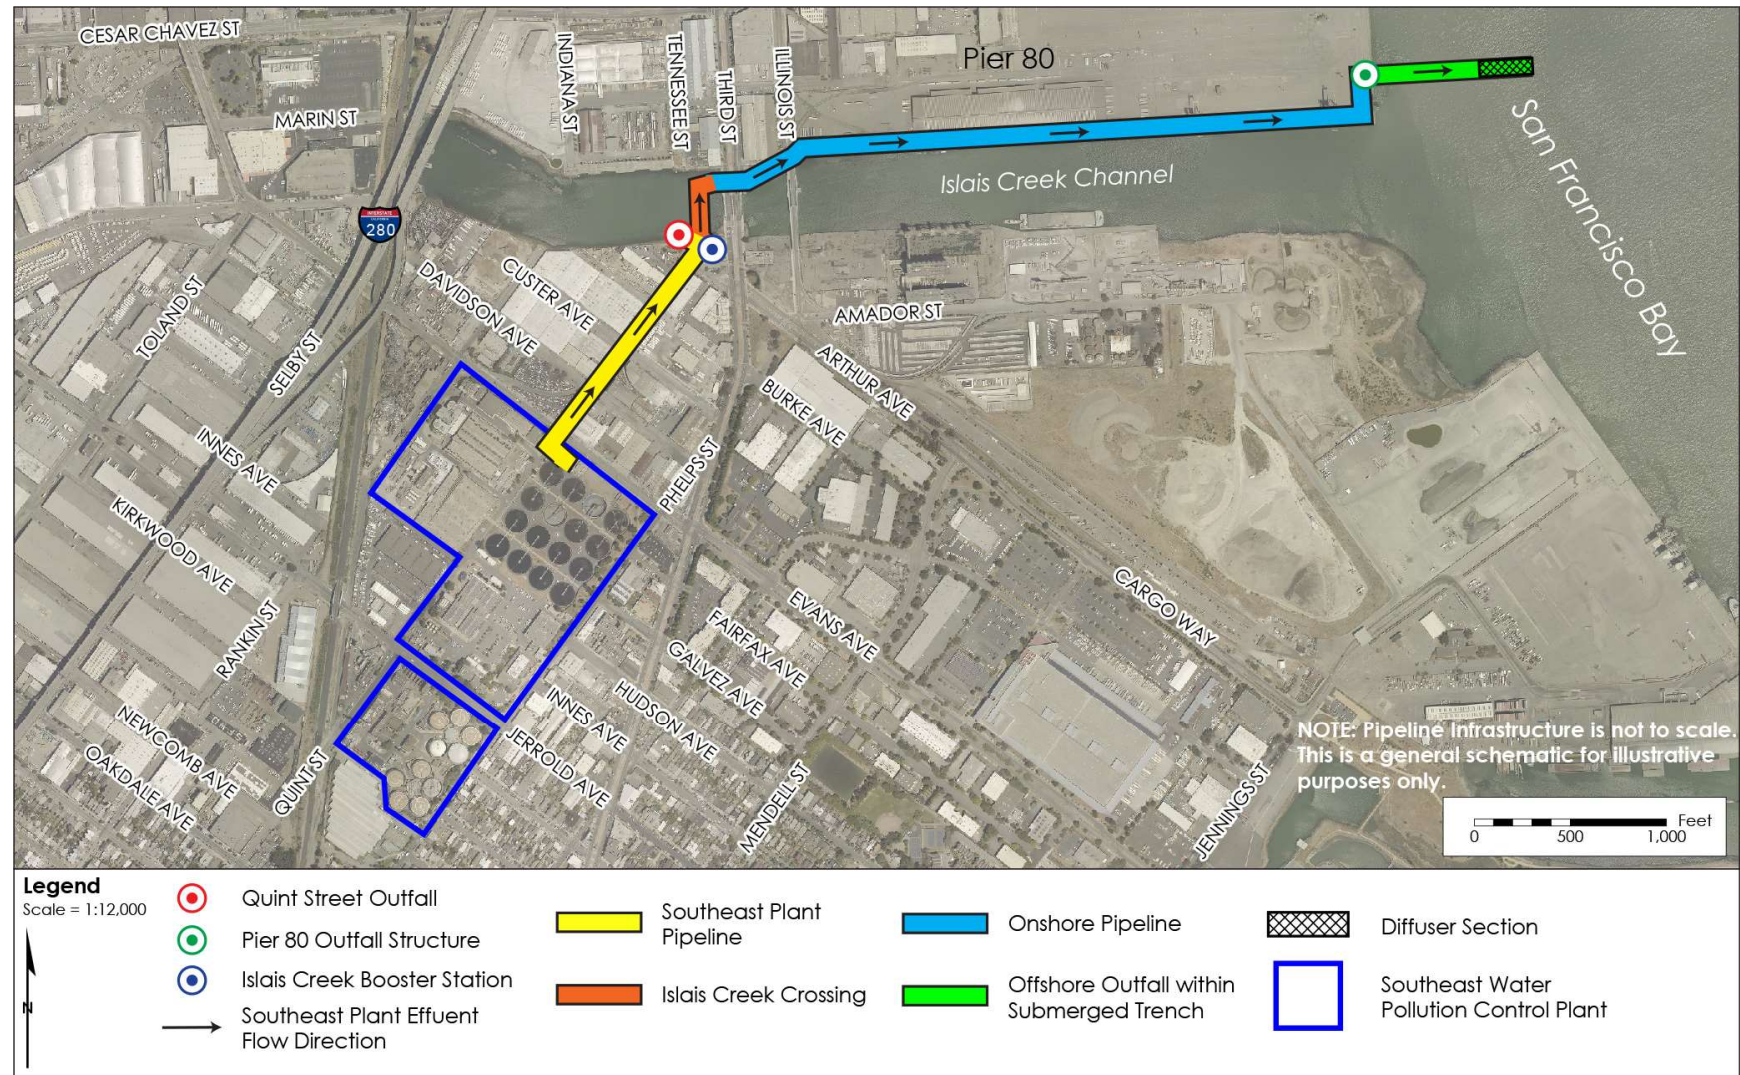 CESAR CHAVEZ ST
MARIN ST
INDIANA ST
TENNESSEE ST
THIRD ST
ILLINOIS ST
Pier 80
Islais Creek Channel
San Francisco Bay
INTERSTATE
CALIFORNIA
280
TOLAND ST
SELBY ST
DAVIDSON AVE
CUSTER AVE
AMADOR ST
ARTHUR AVE
BURKE AVE
PHELPS ST
INNES AVE
KIRKWOOD AVE
RANKIN ST
CARGO WAY
EVANS AVE
FAIRFAX AVE
GALVEZ AVE
HUDSON AVE
INNES AVE
JERROLD AVE
NEWCOMB AVE
OAKDALE AVE
QUINT ST
MENDELL ST
JENNINGS ST
NOTE: Pipeline Infrastructure is not to scale.
This is a general schematic for illustrative
purposes only.
Feet
0 500 1,000
Legend
Scale = 1:12,000
N
Quint Street Outfall
Pier 80 Outfall Structure
Islais Creek Booster Station
Southeast Plant Effuent
Flow Direction
Southeast Plant
Pipeline
Islais Creek Crossing
Onshore Pipeline
Offshore Outfall within
Submerged Trench
Diffuser Section
Southeast Water
Pollution Control Plant